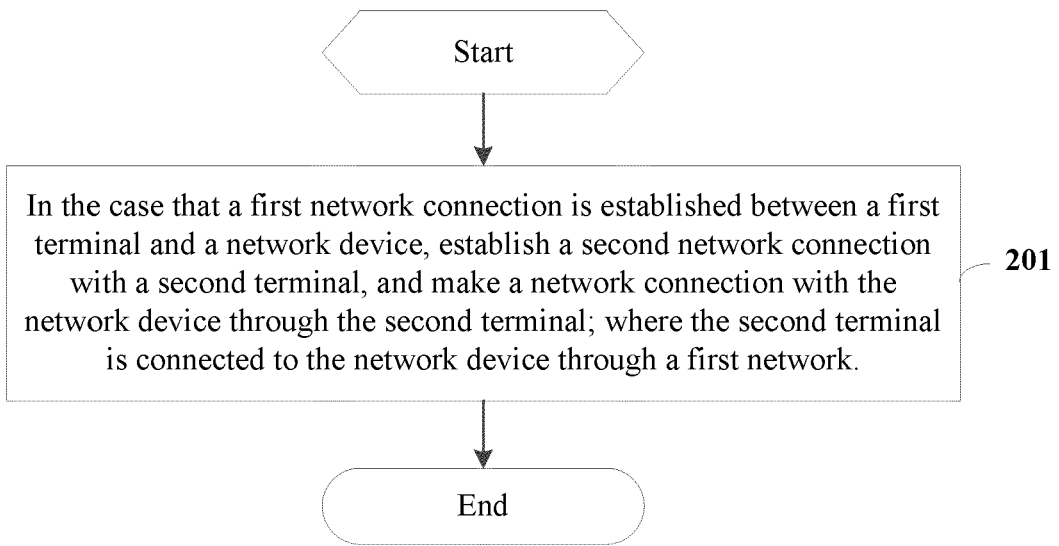 Start
In the case that a first network connection is established between a first
terminal and a network device, establish a second network connection
with a second terminal, and make a network connection with the
network device through the second terminal; where the second terminal
is connected to the network device through a first network.
201
End